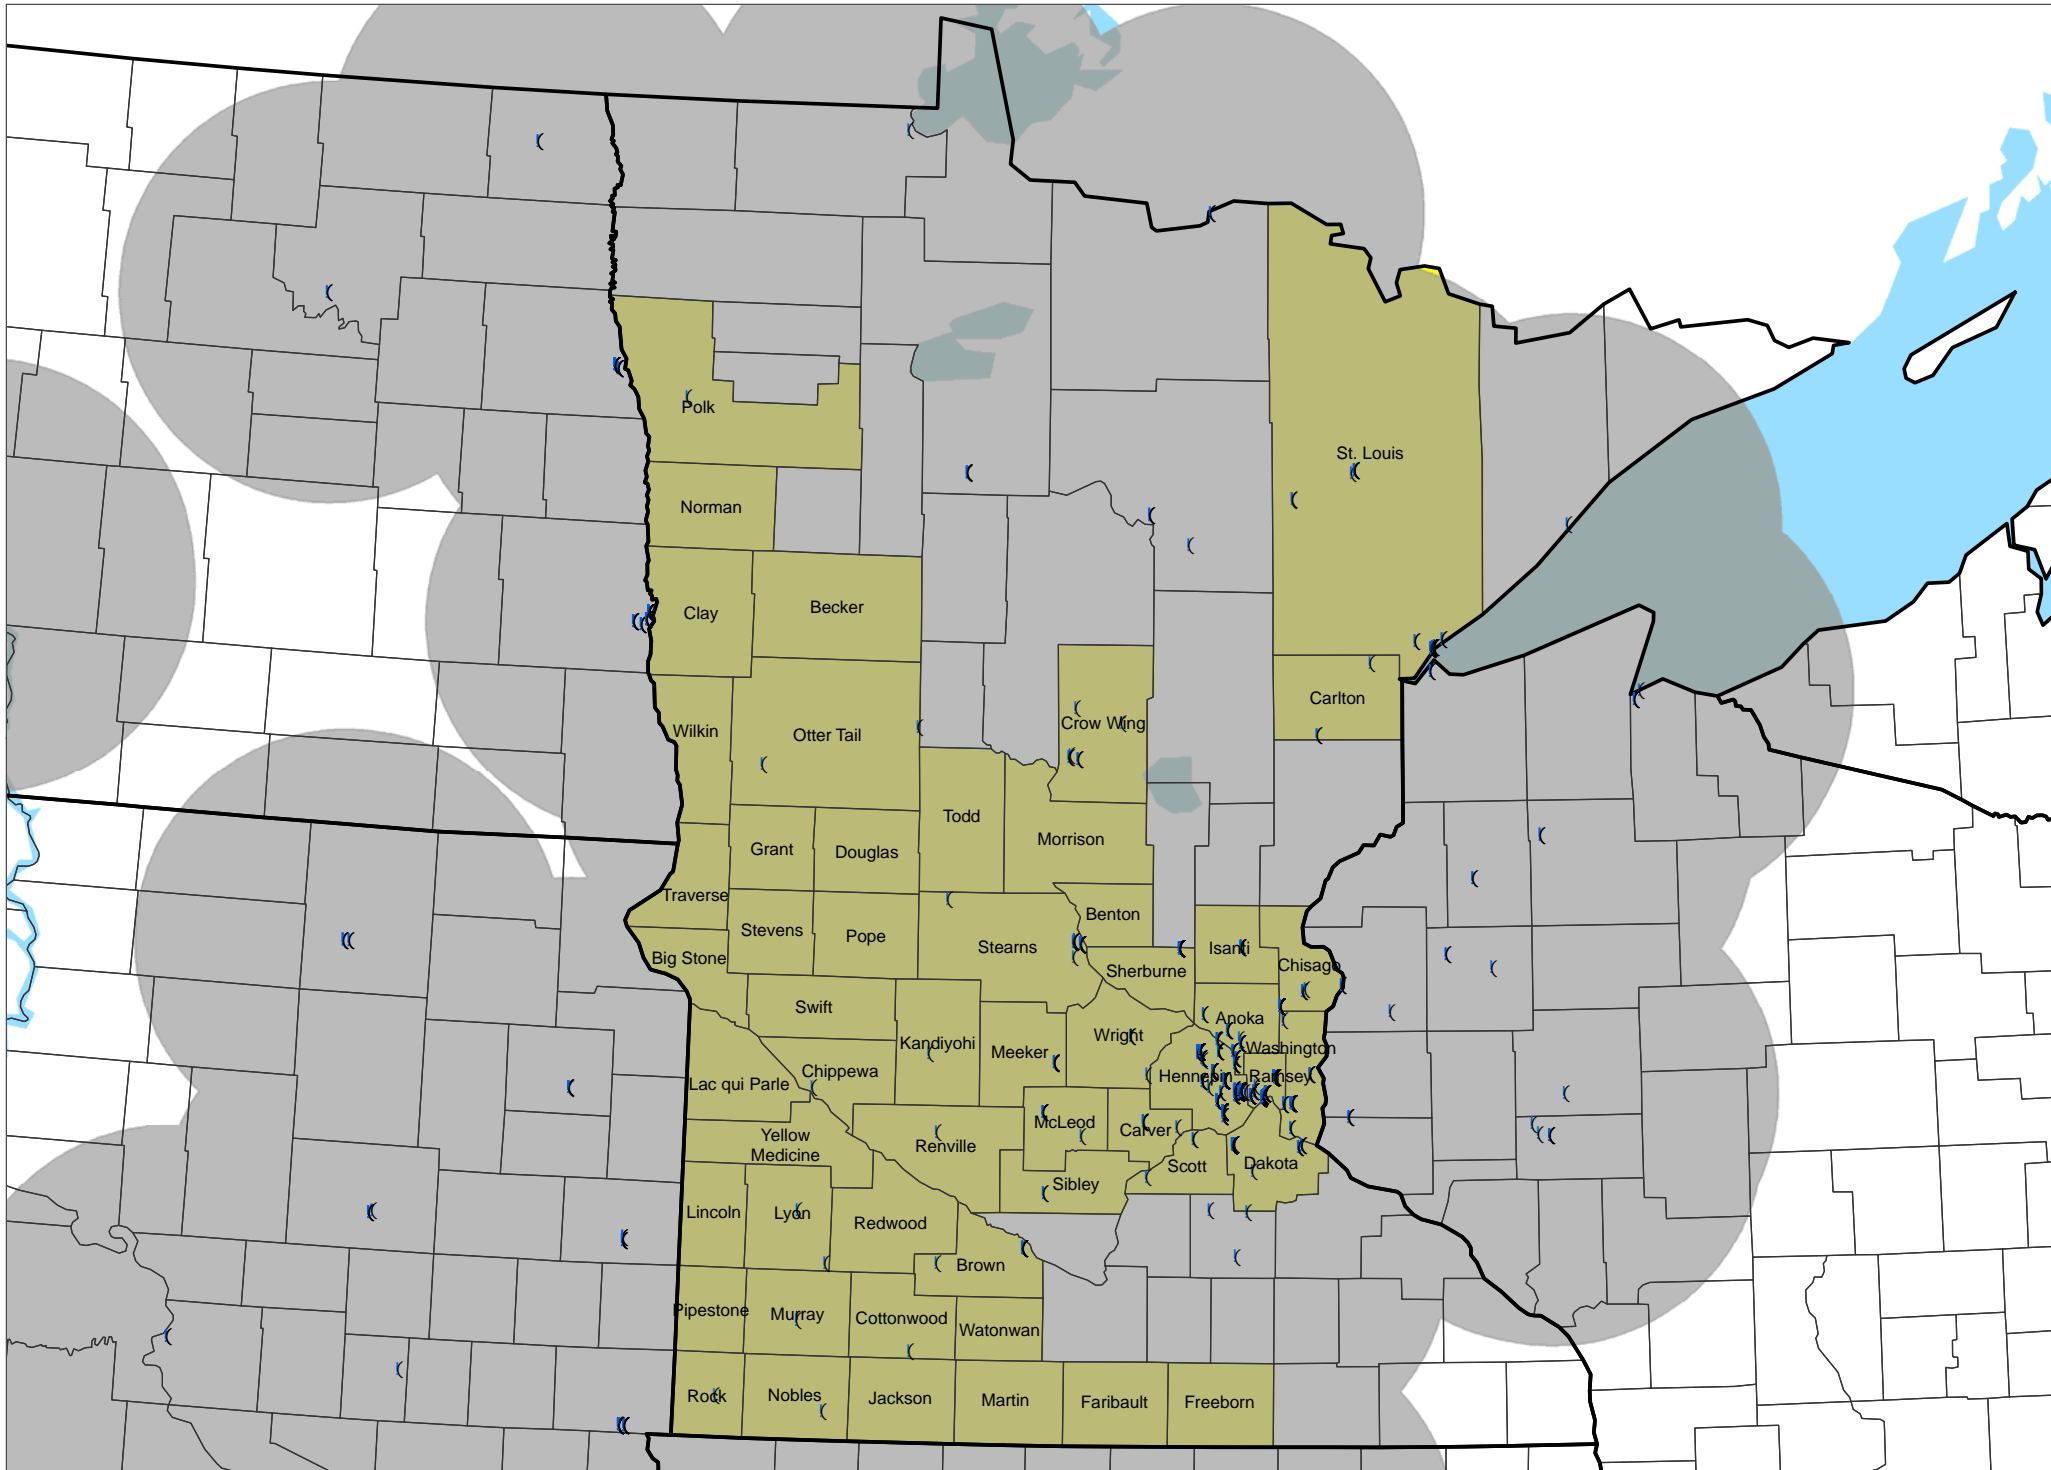 Polk
St. Louis
Norman
Clay
Becker
Carlton
Wilkin
Otter Tail
Crow Wing
Todd
Morrison
Grant
Douglas
Traverse
Benton
Stevens
Pope
Stearns
Isanti
Big Stone
Sherburne
Chisago
Swift
Anoka
Kandiyohi
Meeker
Wright
Washington
Lac qui Parle
Chippewa
Hennepin
Ramsey
McLeod
Carver
Yellow
Medicine
Renville
Scott
Dakota
Sibley
Lincoln
Lyon
Redwood
Brown
Pipestone
Murray
Cottonwood
Watonwan
Rock
Nobles
Jackson
Martin
Faribault
Freeborn